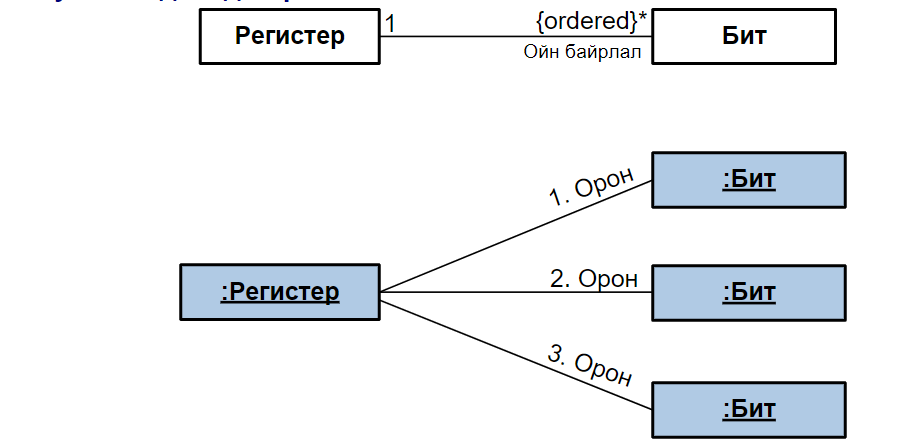 Регистер
1
{ordered}*
Ойн байрлал
Бит
1. Орон
:Бит
:Регистер
2. Орон
:Бит
3. Орон
:Бит